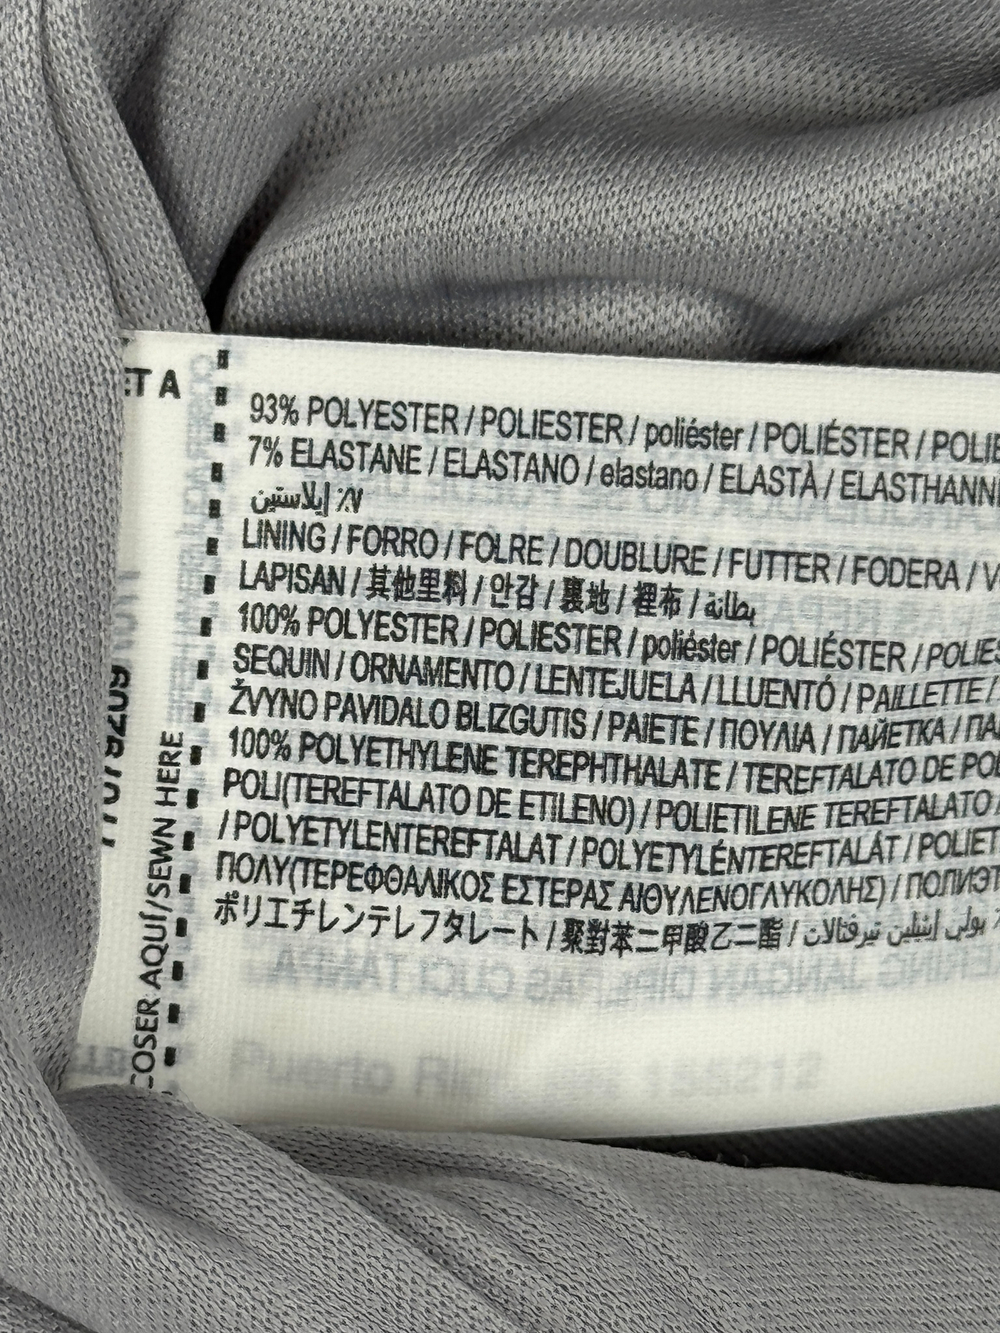 ET A
93% POLYESTER / POLIESTER / poliéster / POLIÉSTER / POLIE
7% ELASTANE / ELASTANO / elastano / ELASTÀ / ELASTHANN
٧٪ إيلاستين
LINING / FORRO / FOLRE / DOUBLURE / FUTTER / FODERA / V
LAPISAN / 其他里料 / 안감 / 裏地 / 裡布 / بطانة
100% POLYESTER / POLIESTER / poliéster / POLIÉSTER / POLIES
SEQUIN / ORNAMENTO / LENTEJUELA / LLUENTÓ / PAILLETTE /
ŽVYNO PAVIDALO BLIZGUTIS / PAIETE / ΠΟΥΛΙΑ / ПАЙЕТКА / ПА
100% POLYETHYLENE TEREPHTHALATE / TEREFTALATO DE POL
POLI(TEREFTALATO DE ETILENO) / POLIETILENE TEREFTALATO
/ POLYETYLENTEREFTALAT / POLYETYLÉNTEREFTALÁT / POLIET
ΠΟΛΥ(ΤΕΡΕΦΘΑΛΙΚΟΣ ΕΣΤΕΡΑΣ ΑΙΘΥΛΕΝΟΓΛΥΚΟΛΗΣ) / ПОЛИЭТ
ポリエチレンテレフタレート / 聚對苯二甲酸乙二酯 / بولي إيثيلين تيرفثالات
COSER AQUÍ/SEWN HERE